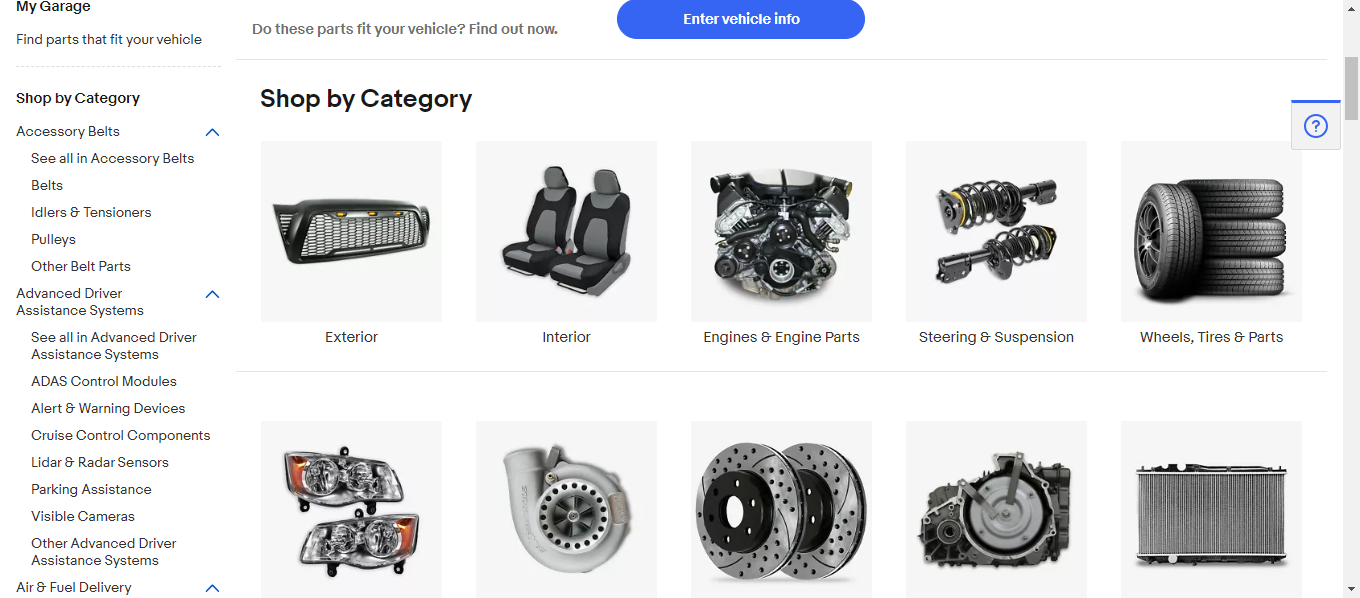 My Garage
Find parts that fit your vehicle
Do these parts fit your vehicle? Find out now.
Enter vehicle info
Shop by Category
Accessory Belts
See all in Accessory Belts
Belts
Idlers & Tensioners
Pulleys
Other Belt Parts
Advanced Driver
Assistance Systems
See all in Advanced Driver
Assistance Systems
ADAS Control Modules
Alert & Warning Devices
Cruise Control Components
Lidar & Radar Sensors
Parking Assistance
Visible Cameras
Other Advanced Driver
Assistance Systems
Air & Fuel Delivery
Shop by Category
?
Exterior
Interior
Engines & Engine Parts
Steering & Suspension
Wheels, Tires & Parts